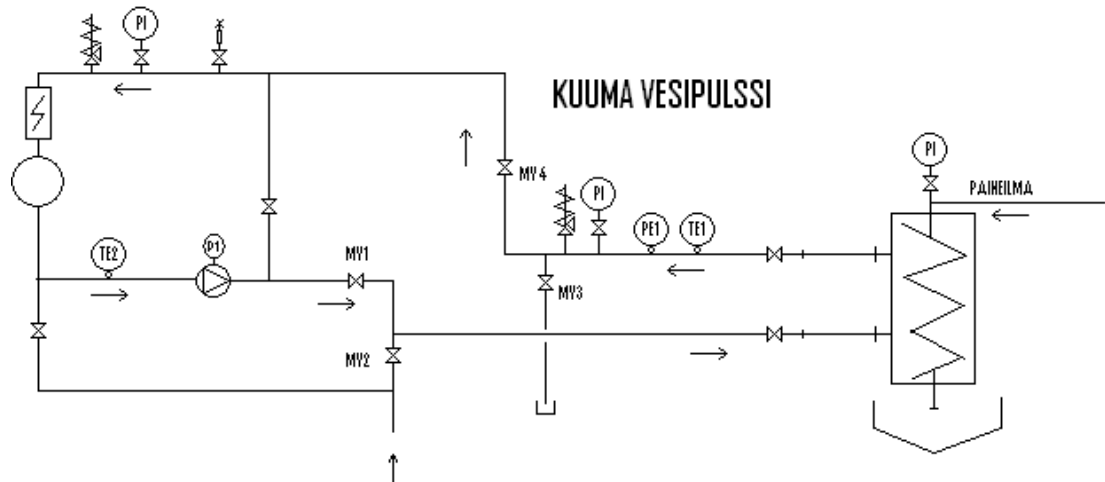 PI
KUUMA VESIPULSSI
PI
MV4
PAINEILMA
PI
PE1
TE1
TE2
P1
MV1
MV3
MV2